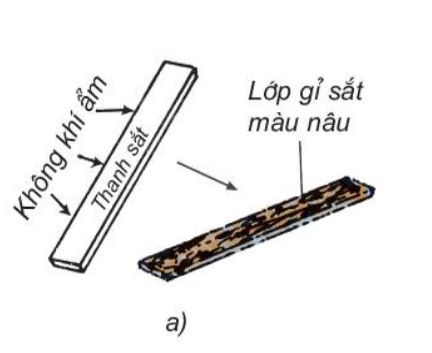 Không khí ẩm
Thanh sắt
Lớp gỉ sắt
màu nâu
a)